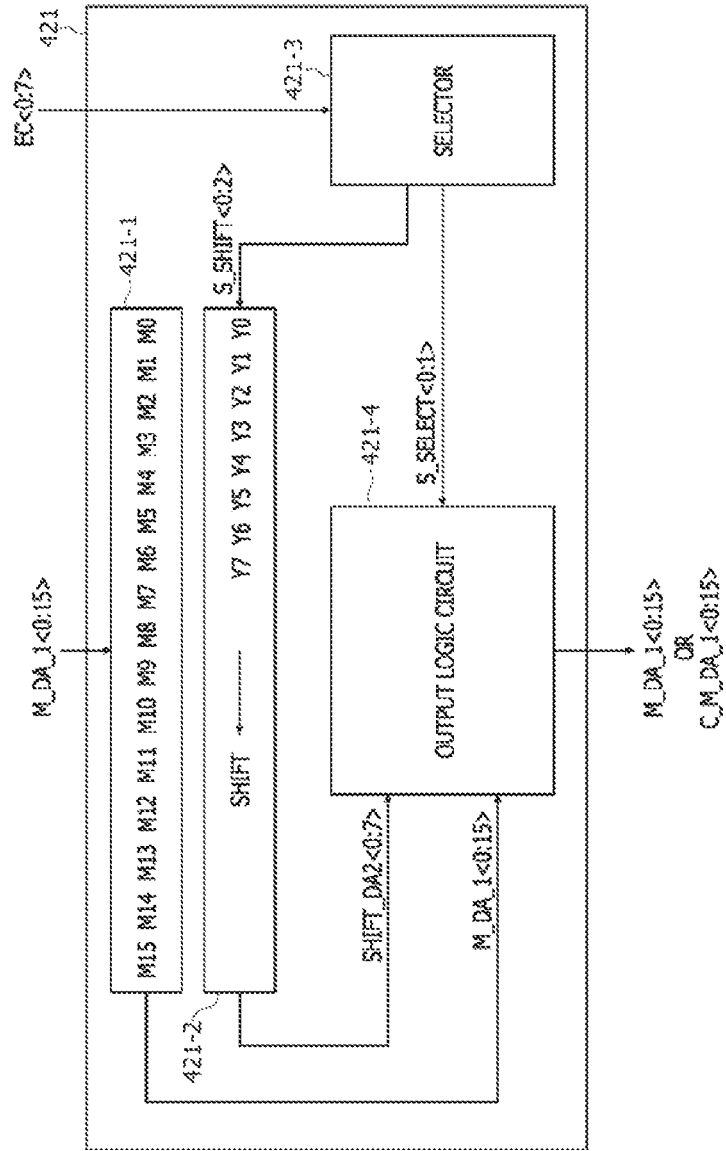 421
M_DA_1<0:15>
EC<0:7>
421-1
M15 M14 M13 M12 M11 M10 M9 M8 M7 M6 M5 M4 M3 M2 M1 M0
S_SHIFT<0:2>
421-2
SHIFT
Y7 Y6 Y5 Y4 Y3 Y2 Y1 Y0
421-3
SELECTOR
SHIFT_DA2<0:7>
M_DA_1<0:15>
421-4
OUTPUT LOGIC CIRCUIT
S_SELECT<0:1>
M_DA_1<0:15>
OR
C_M_DA_1<0:15>